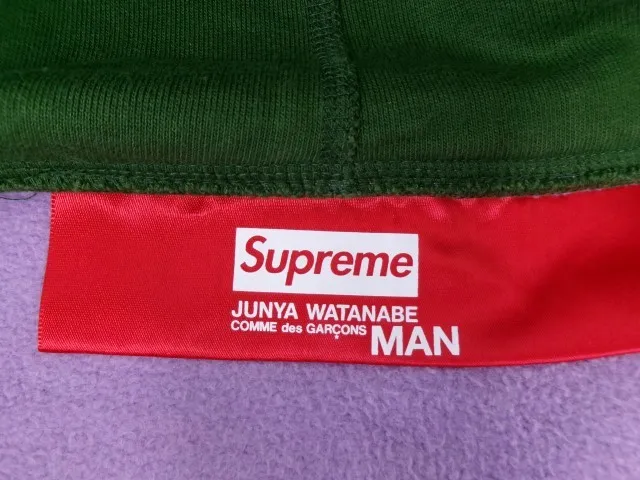 Supreme
JUNYA WATANABE
COMME des GARÇONS MAN